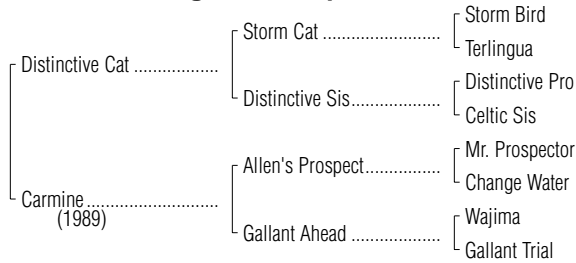 Storm Bird
Storm Cat ........................
Terlingua
Distinctive Cat .................
Distinctive Pro
Distinctive Sis..................
Celtic Sis
Mr. Prospector
Allen's Prospect...............
Change Water
Carmine ..........................
(1989)
Wajima
Gallant Ahead ..................
Gallant Trial